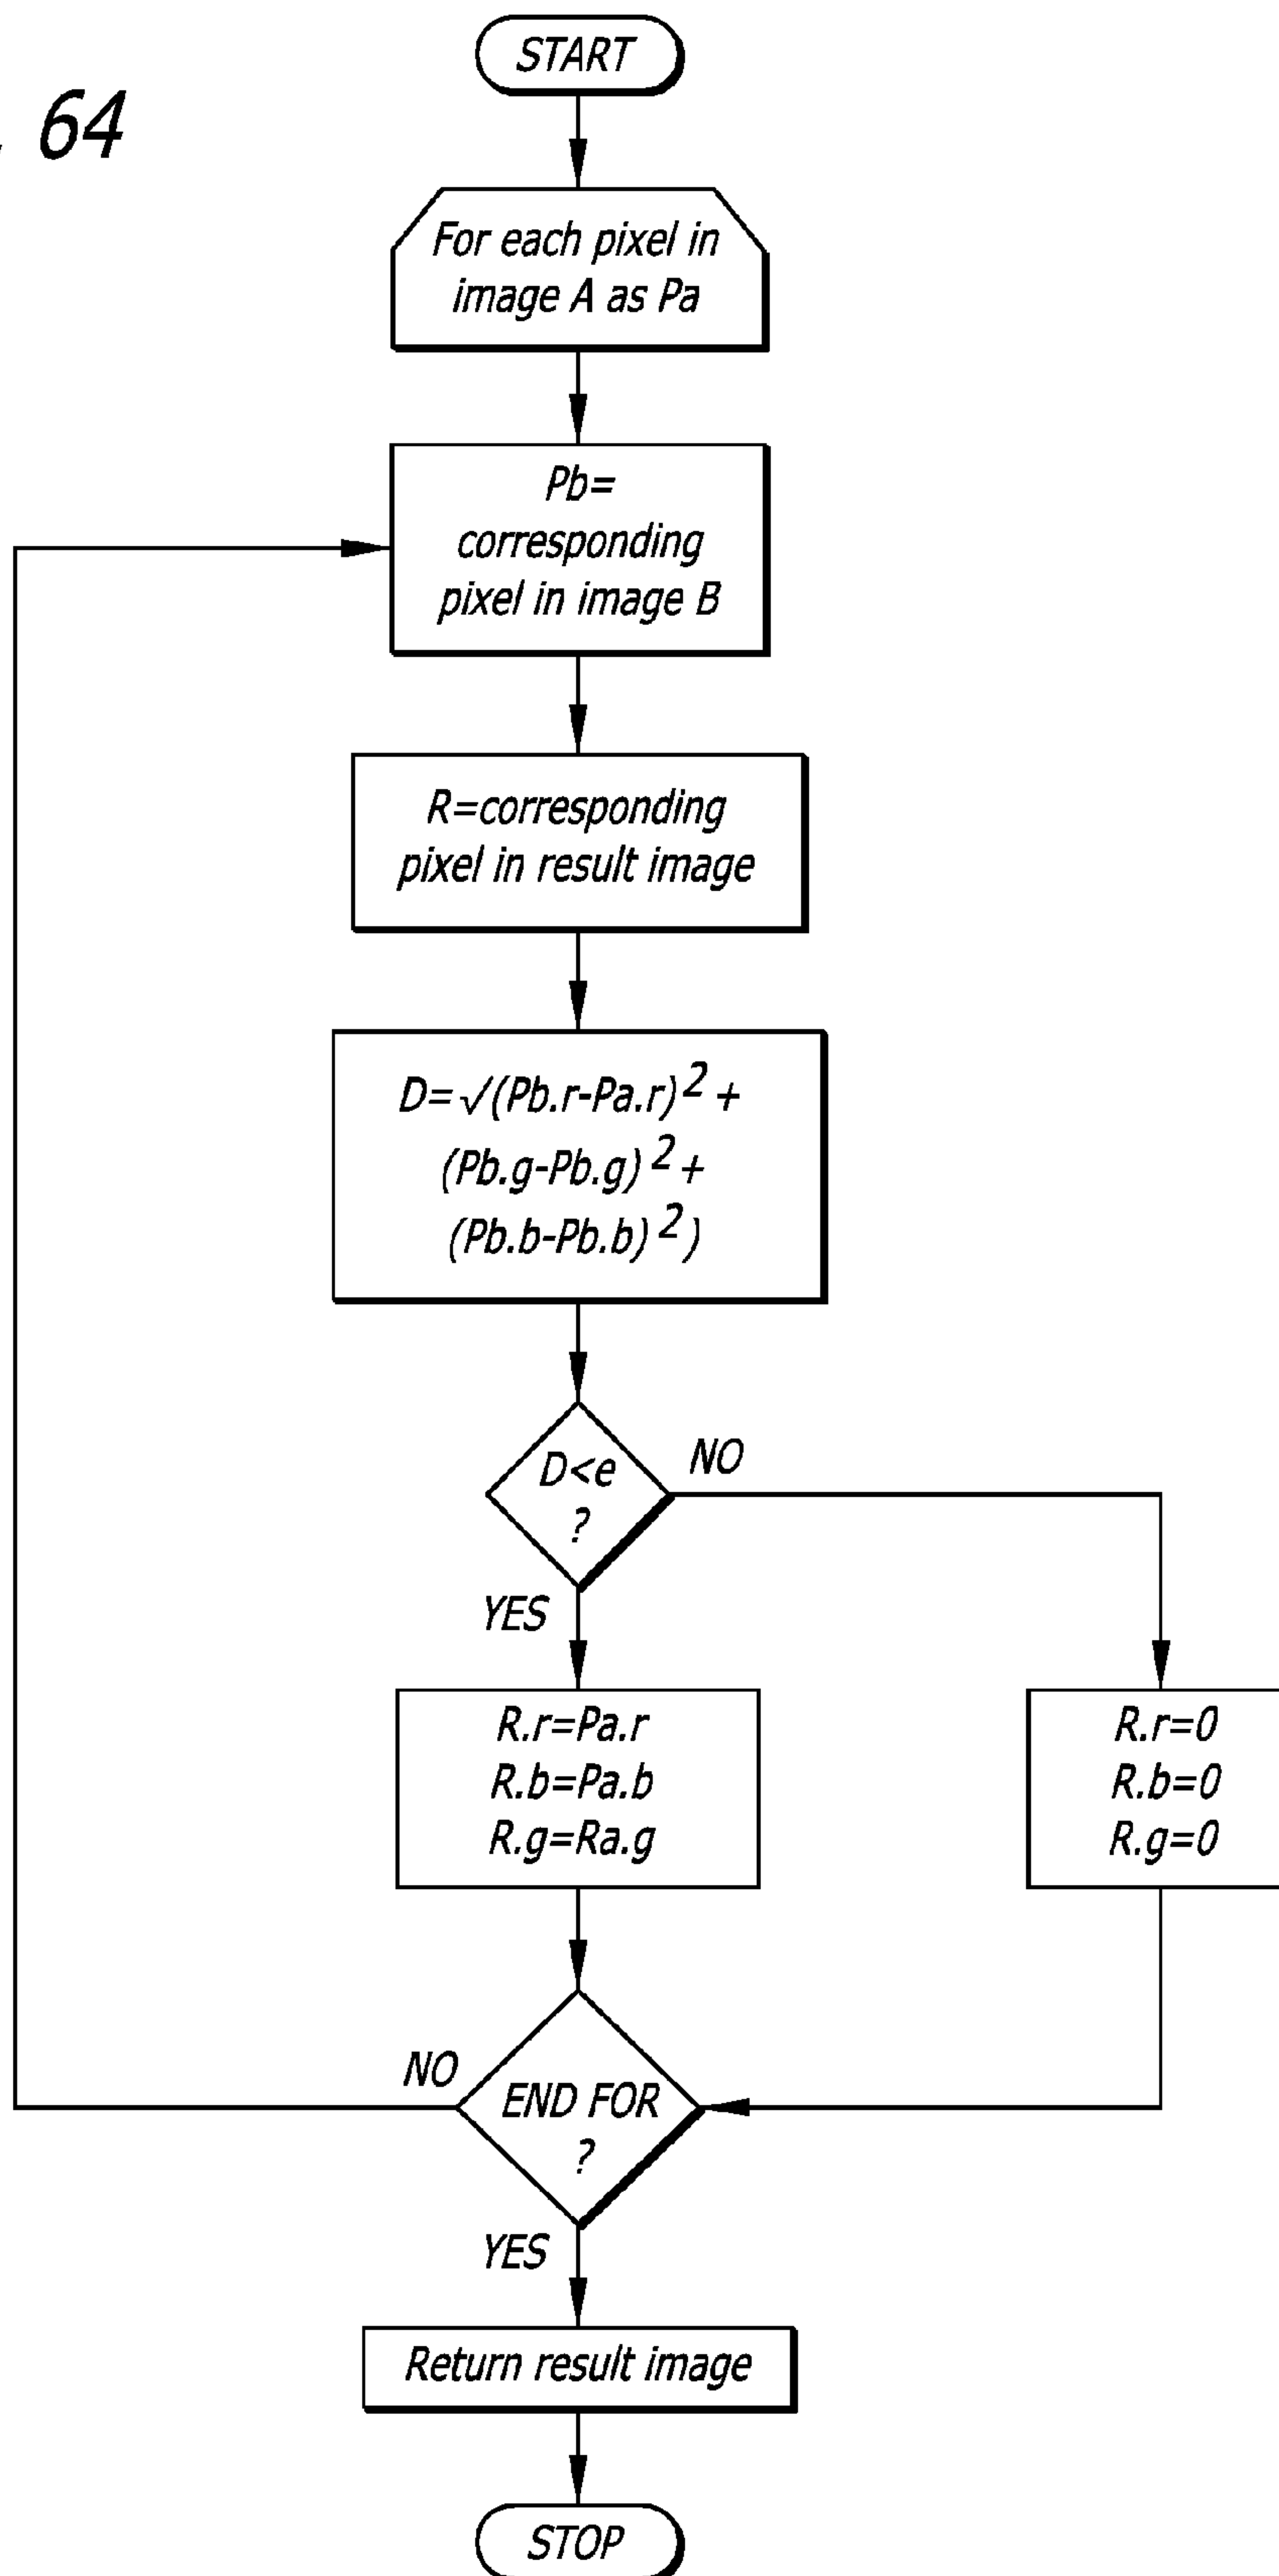 64
START
For each pixel in
image A as Pa
Pb=
corresponding
pixel in image B
R=corresponding
pixel in result image
D=√(Pb.r-Pa.r)²+
(Pb.g-Pb.g)²+
(Pb.b-Pb.b)²)
D<e
?
NO
YES
R.r=Pa.r
R.b=Pa.b
R.g=Ra.g
R.r=0
R.b=0
R.g=0
NO
END FOR
?
YES
Return result image
STOP